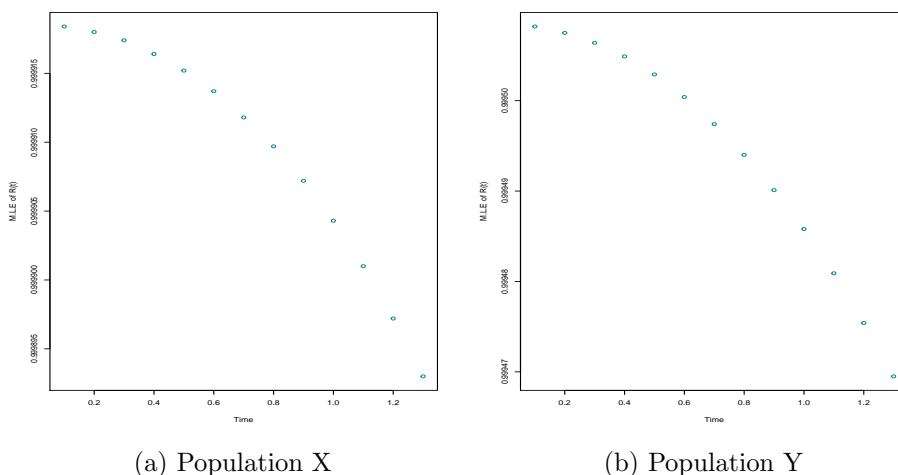 0.999915
0.999910
0.999905
0.999900
0.999895
M.L.E of R(t)
0.2 0.4 0.6 0.8 1.0 1.2
Time
(a) Population X
0.99950
0.99949
0.99948
0.99947
M.L.E of R(t)
0.2 0.4 0.6 0.8 1.0 1.2
Time
(b) Population Y